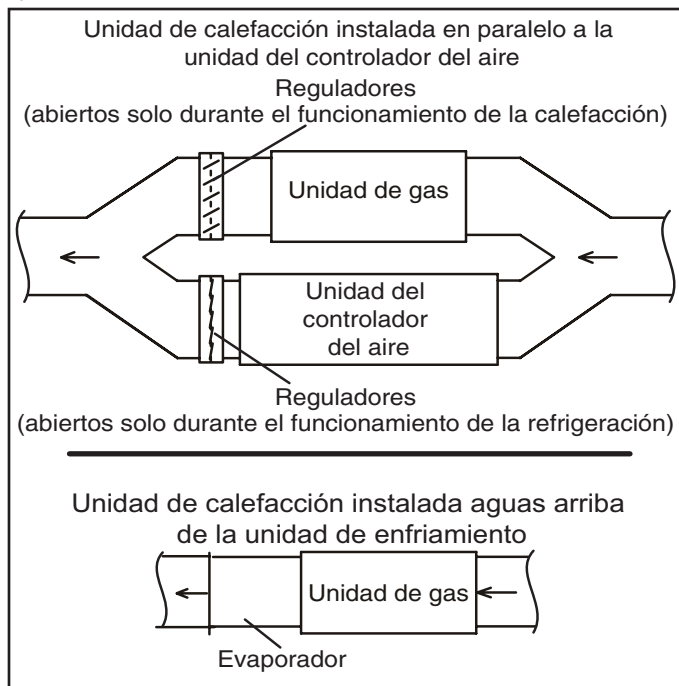 Unidad de calefacción instalada en paralelo a la
unidad del controlador del aire
Reguladores
(abiertos solo durante el funcionamiento de la calefacción)
Unidad de gas
Unidad del
controlador
del aire
Reguladores
(abiertos solo durante el funcionamiento de la refrigeración)
Unidad de calefacción instalada aguas arriba
de la unidad de enfriamiento
Unidad de gas
Evaporador